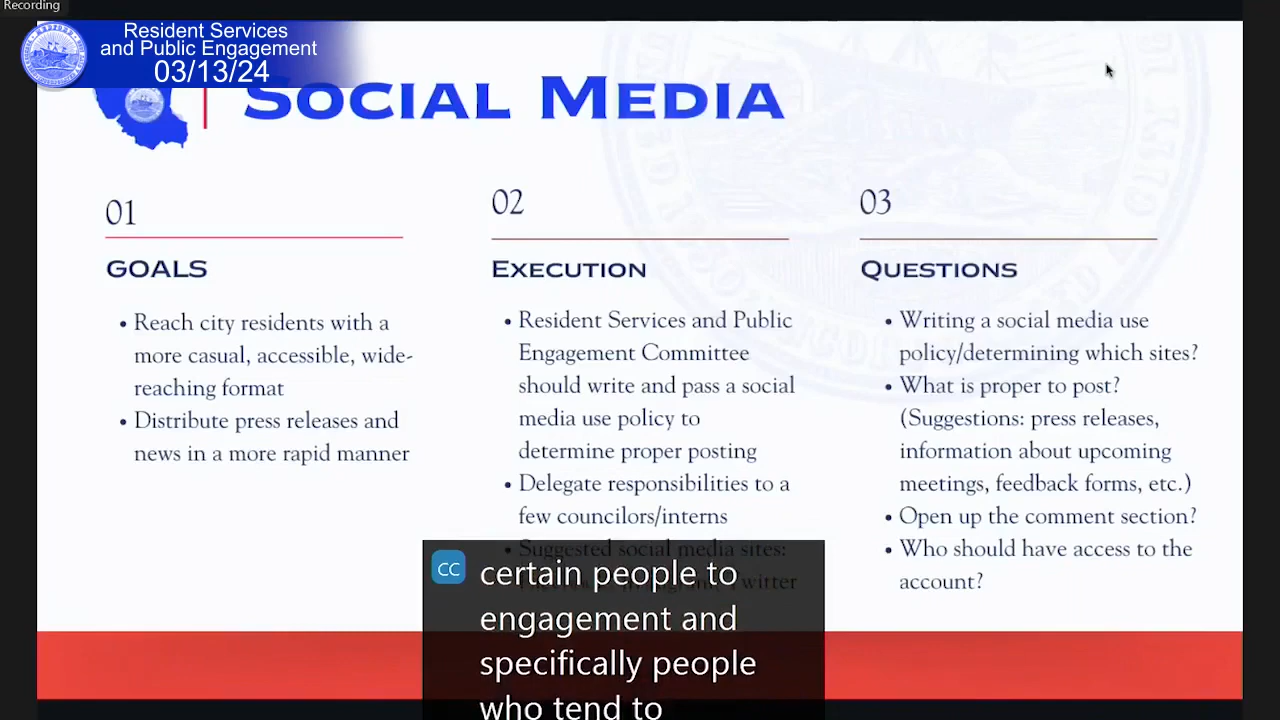 Recording
Resident Services
and Public Engagement
03/13/24
SOCIAL MEDIA
01
GOALS
• Reach city residents with a
more casual, accessible, wide-
reaching format
• Distribute press releases and
news in a more rapid manner
02
EXECUTION
• Resident Services and Public
Engagement Committee
should write and pass a social
media use policy to
determine proper posting
• Delegate responsibilities to a
few councilors/interns
• Suggested social media sites:
Twitter
03
QUESTIONS
• Writing a social media use
policy/determining which sites?
• What is proper to post?
(Suggestions: press releases,
information about upcoming
meetings, feedback forms, etc.)
• Open up the comment section?
• Who should have access to the
account?
CC
certain people to
engagement and
specifically people
who tend to